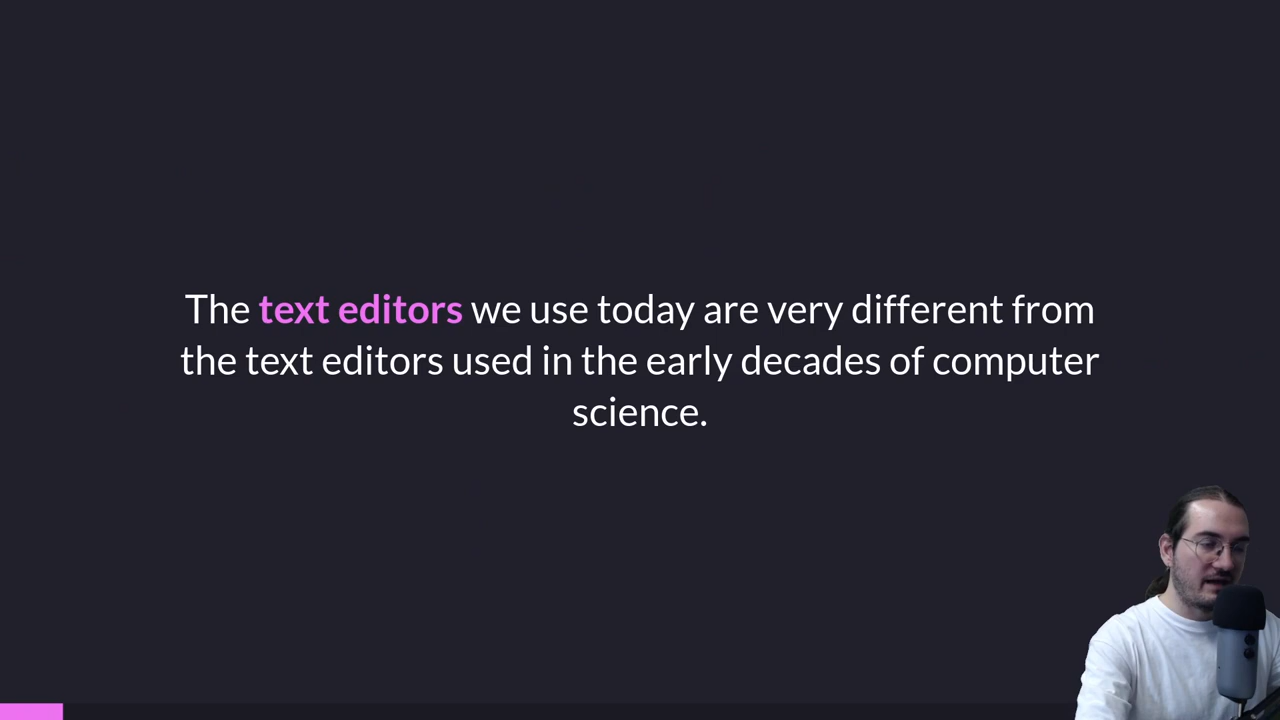 The text editors we use today are very different from
the text editors used in the early decades of computer
science.